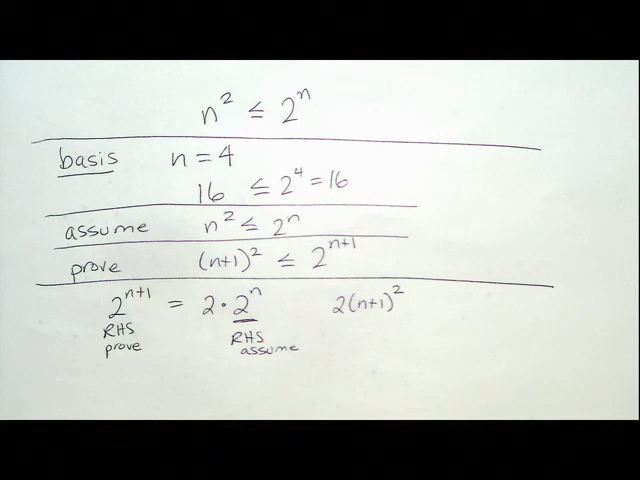 n² ≤ 2ⁿ
basis n = 4
16 ≤ 2⁴ = 16
assume n² ≤ 2ⁿ
prove (n+1)² ≤ 2ⁿ⁺¹
2ⁿ⁺¹ = 2 · 2ⁿ 2(n+1)²
RHS prove RHS assume